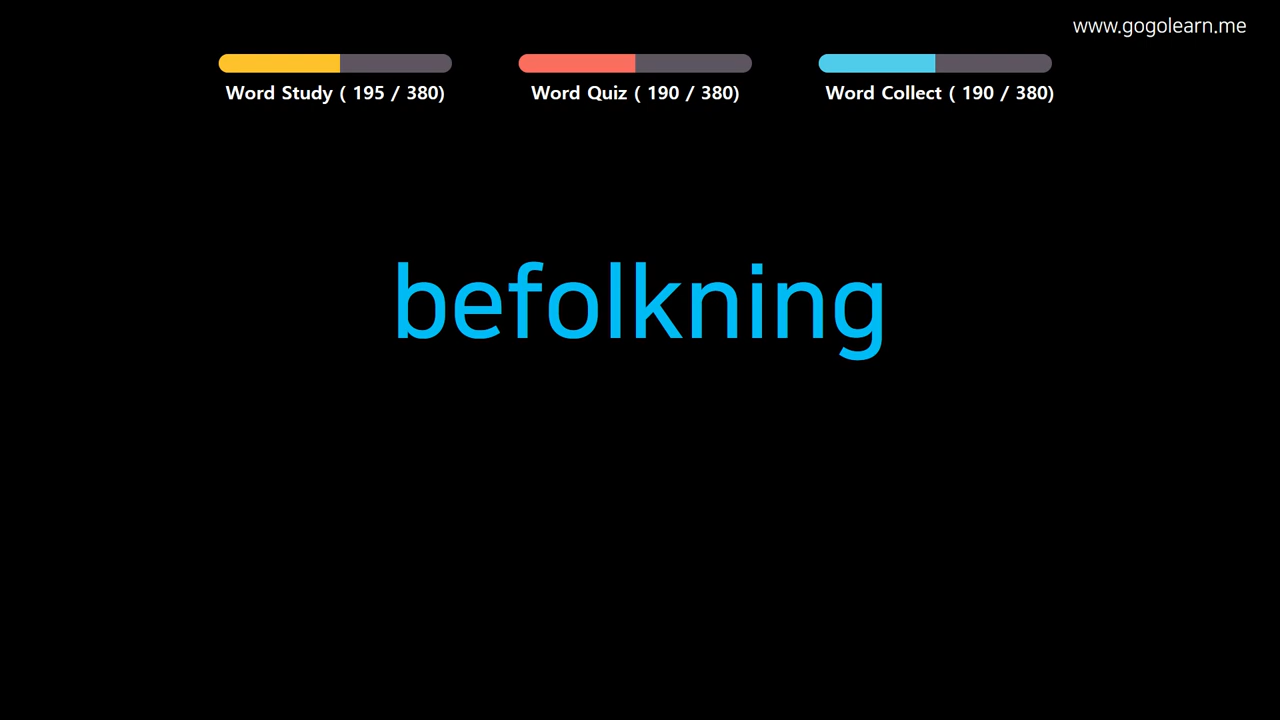 www.gogolearn.me
Word Study ( 195 / 380)
Word Quiz ( 190 / 380)
Word Collect ( 190 / 380)
befolkning